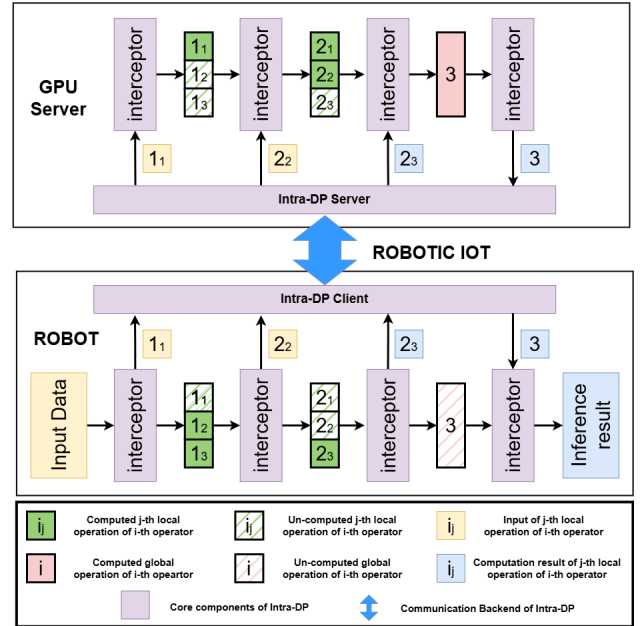 GPU
Server
interceptor
1₁
1₂
1₃
interceptor
2₁
2₂
2₃
interceptor
3
interceptor
1₁
2₂
2₃
3
Intra-DP Server
ROBOTIC IOT
Intra-DP Client
ROBOT
1₁
2₂
2₃
3
Input Data
interceptor
1₁
1₂
1₃
interceptor
2₁
2₂
2₃
interceptor
3
interceptor
Inference
result
iⱼ
Computed j-th local
operation of i-th operator
iⱼ
Un-computed j-th local
operation of i-th operator
iⱼ
Input of j-th local
operation of i-th operator
i
Computed global
operation of i-th opeartor
i
Un-computed global
operation of i-th operator
iⱼ
Computation result of j-th local
operation of i-th operator
Core components of Intra-DP
Communication Backend of Intra-DP